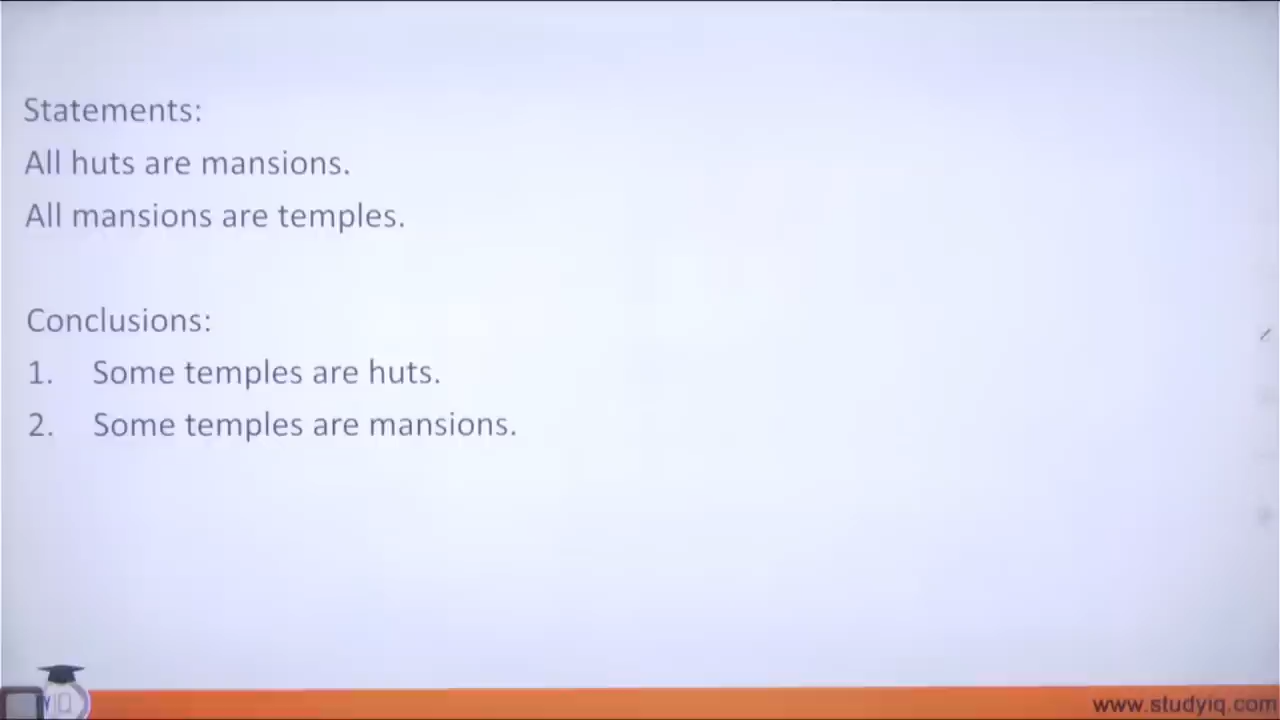 Statements:
All huts are mansions.
All mansions are temples.
Conclusions:
1. Some temples are huts.
2. Some temples are mansions.
IQ
www.studyiq.com